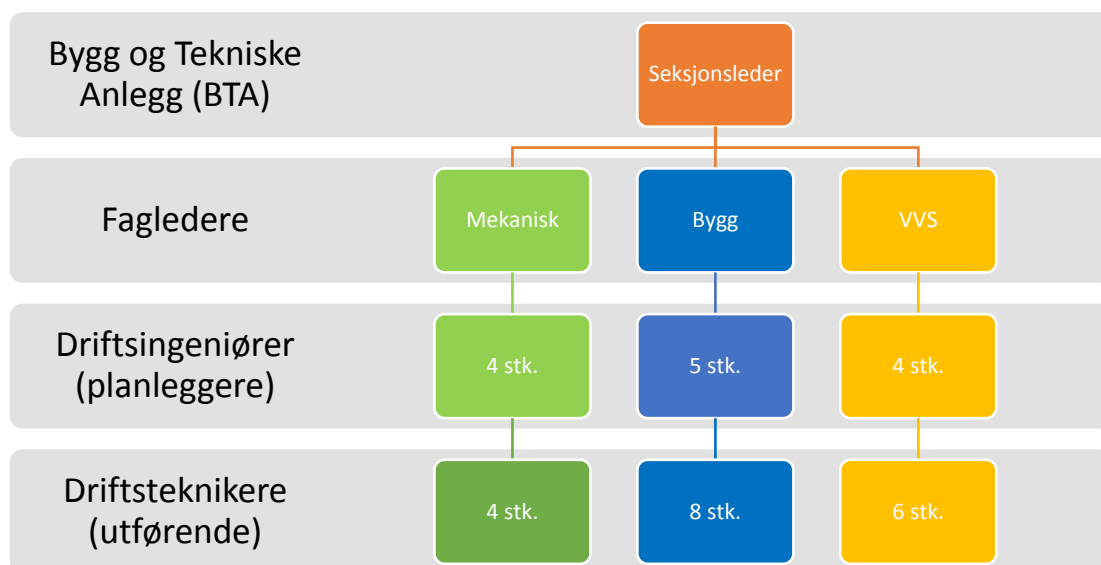 Bygg og Tekniske
Anlegg (BTA)
Seksjonsleder
Fagledere
Mekanisk
Bygg
VVS
Driftsingeniører
(planleggere)
4 stk.
5 stk.
4 stk.
Driftsteknikere
(utførende)
4 stk.
8 stk.
6 stk.